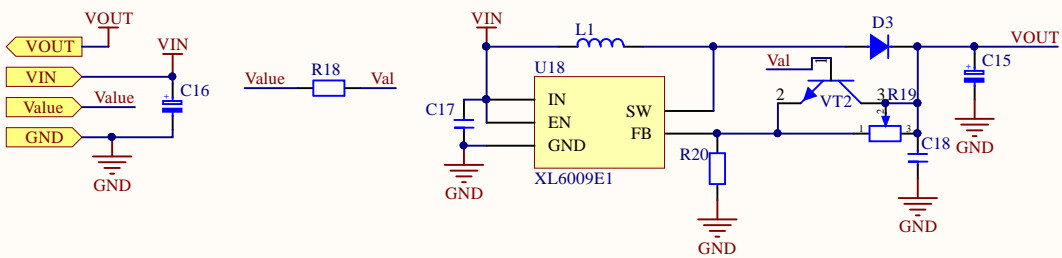 VOUT
VOUT
VIN
VIN
C16
Value
Value
GND
GND
Value
R18
Val
VIN
L1
D3
VOUT
U18
IN
EN
GND
SW
FB
XL6009E1
C17
GND
Val
1
2
VT2
3
R19
2
1
3
R20
GND
C15
GND
C18
GND